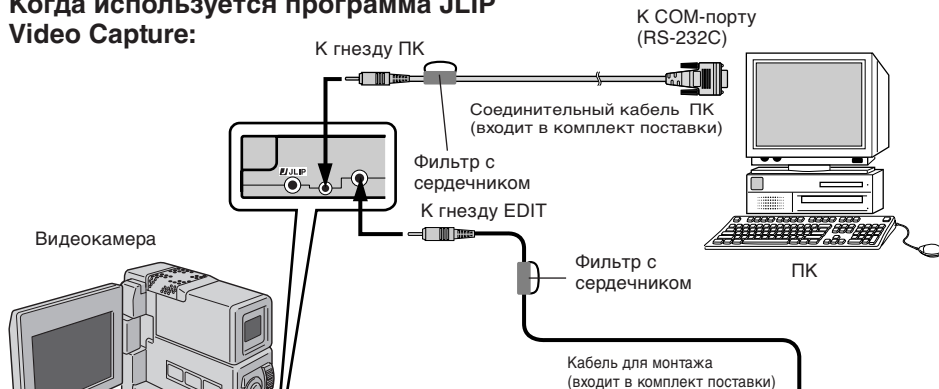 Когда используется программа JLIP
Video Capture:
К гнезду ПК
К COM-порту
(RS-232C)
Соединительный кабель ПК
(входит в комплект поставки)
JLIP
Фильтр с
сердечником
К гнезду EDIT
Видеокамера
Фильтр с
сердечником
ПК
Кабель для монтажа
(входит в комплект поставки)